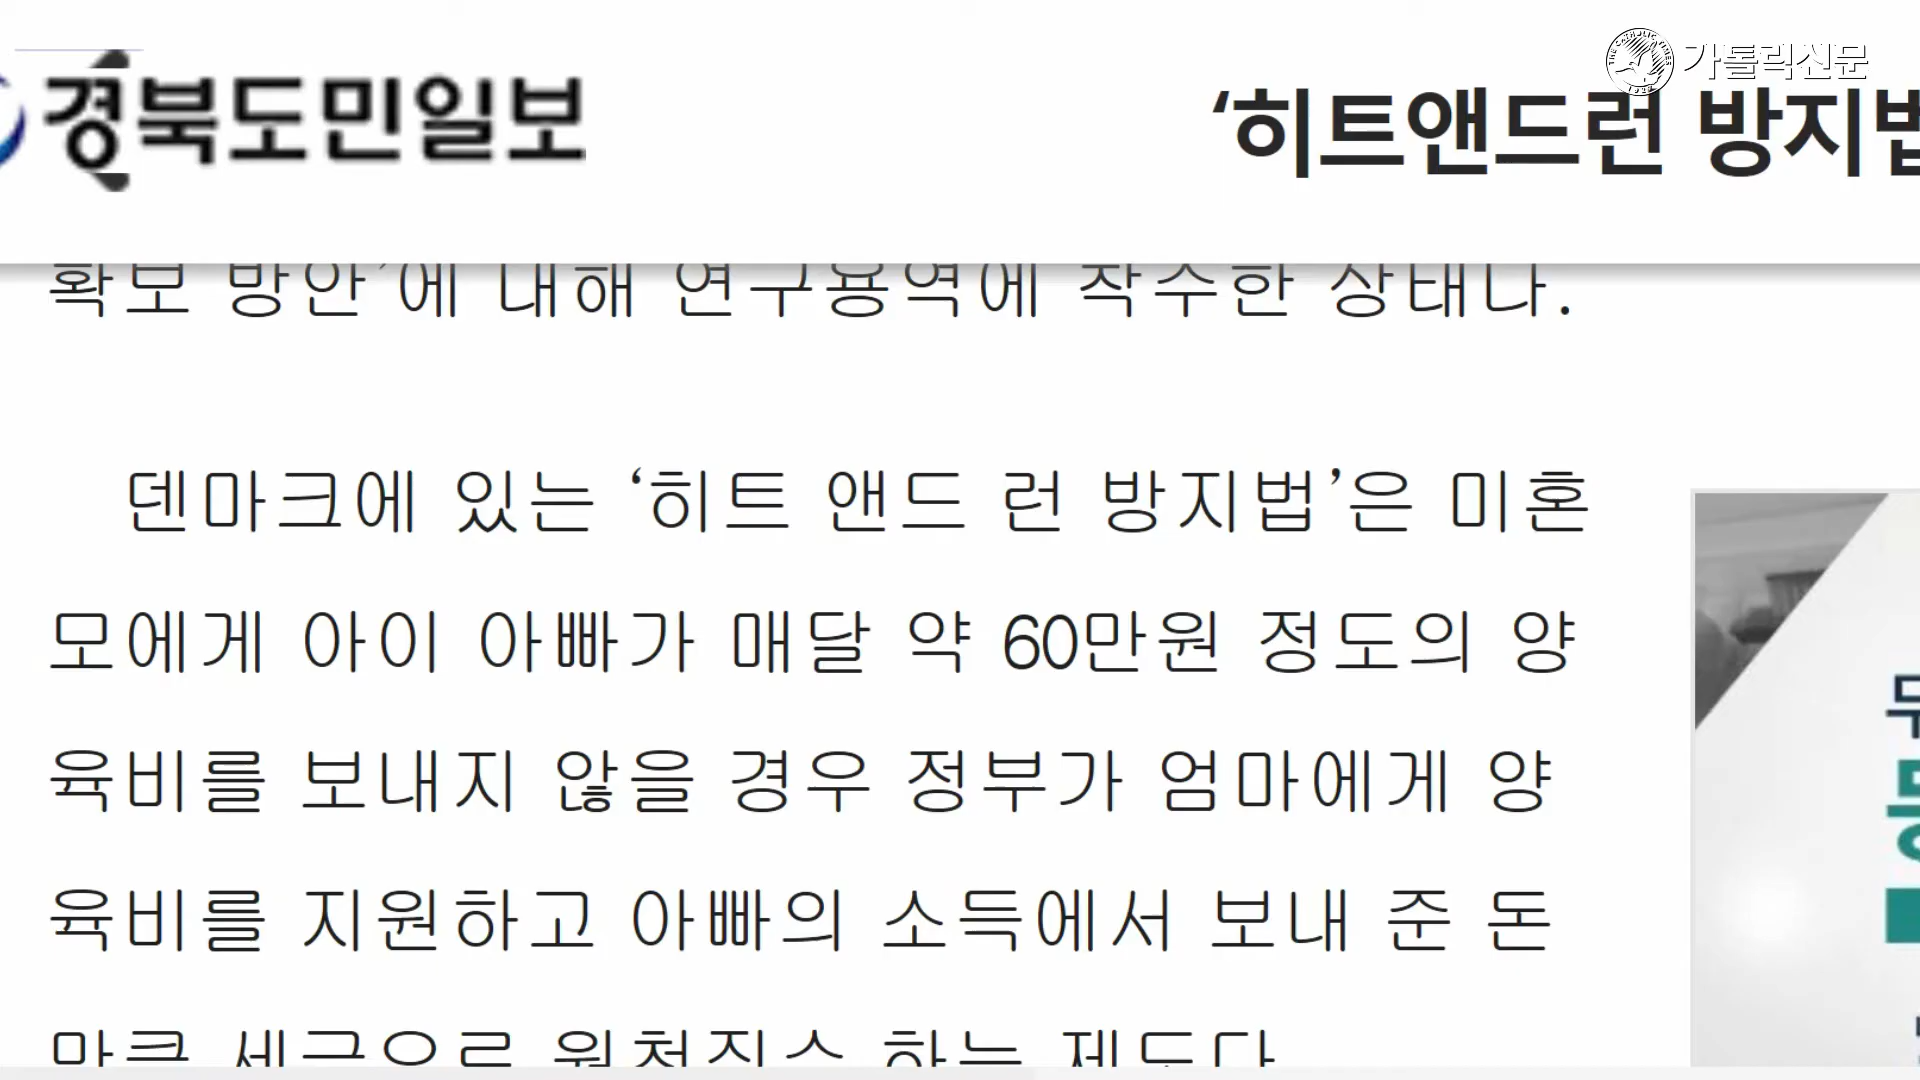 가톨릭신문
경북도민일보
‘히트앤드런 방지법
확보 방안’에 대해 연구용역에 착수한 상태다.
덴마크에 있는 ‘히트 앤드 런 방지법’은 미혼
모에게 아이 아빠가 매달 약 60만원 정도의 양
육비를 보내지 않을 경우 정부가 엄마에게 양
육비를 지원하고 아빠의 소득에서 보내 준 돈
만큼 세금으로 원천징수 하는 제도다